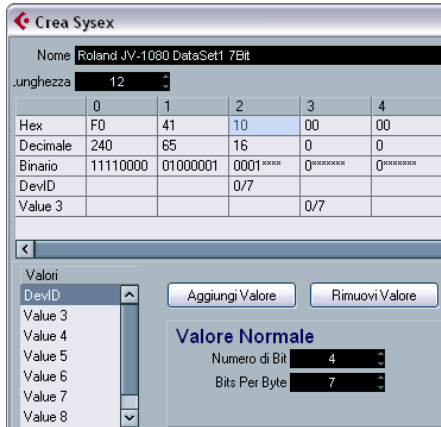 Crea Sysex
Nome Roland JV-1080 DataSet1 7Bit
.unghezza 12
0 1 2 3 4
Hex F0 41 10 00 00
Decimale 240 65 16 0 0
Binario 11110000 01000001 0001**** 0******* 0*******
DevID 0/7
Value 3 0/7
Valori
DevID
Value 3
Value 4
Value 5
Value 6
Value 7
Value 8
Aggiungi Valore Rimuovi Valore
Valore Normale
Numero di Bit 4
Bits Per Byte 7